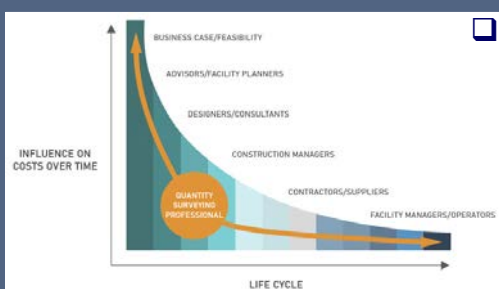 BUSINESS CASE/FEASIBILITY
ADVISORS/FACILITY PLANNERS
DESIGNERS/CONSULTANTS
INFLUENCE ON
COSTS OVER TIME
CONSTRUCTION MANAGERS
QUANTITY
SURVEYING
PROFESSIONAL
CONTRACTORS/SUPPLIERS
FACILITY MANAGERS/OPERATORS
LIFE CYCLE